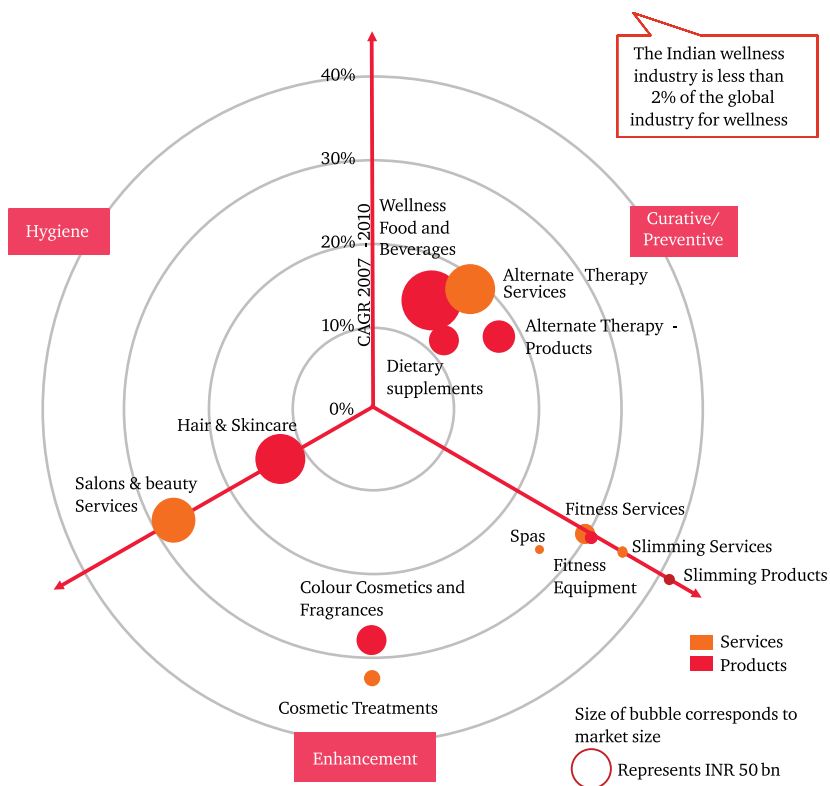 The Indian wellness
industry is less than
2% of the global
industry for wellness
40%
30%
20%
10%
0%
CAGR 2007 - 2010
Hygiene
Curative/
Preventive
Wellness
Food and
Beverages
Alternate Therapy
Services
Alternate Therapy -
Products
Dietary
supplements
Hair & Skincare
Salons & beauty
Services
Fitness Services
Spas
Slimming Services
Fitness
Equipment
Slimming Products
Colour Cosmetics and
Fragrances
Cosmetic Treatments
Enhancement
Services
Products
Size of bubble corresponds to
market size
Represents INR 50 bn